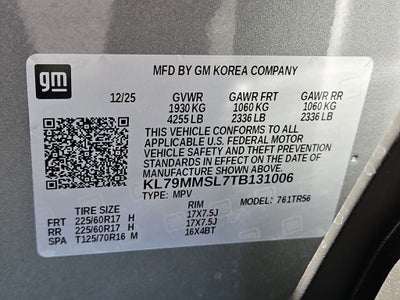 gm
MFD BY GM KOREA COMPANY
12/25 GVWR GAWR FRT GAWR RR
1930 KG 1060 KG 1060 KG
4255 LB 2336 LB 2336 LB
THIS VEHICLE CONFORMS TO ALL
APPLICABLE U.S. FEDERAL MOTOR
VEHICLE SAFETY AND THEFT PREVENTION
STANDARDS IN EFFECT ON THE DATE OF
MANUFACTURE SHOWN ABOVE.
KL79MMSL7TB131006
TYPE: MPV MODEL: 761TR56
TIRE SIZE RIM
FRT 225/60R17 H 17X7.5J
RR 225/60R17 H 17X7.5J
SPA T125/70R16 M 16X4BT